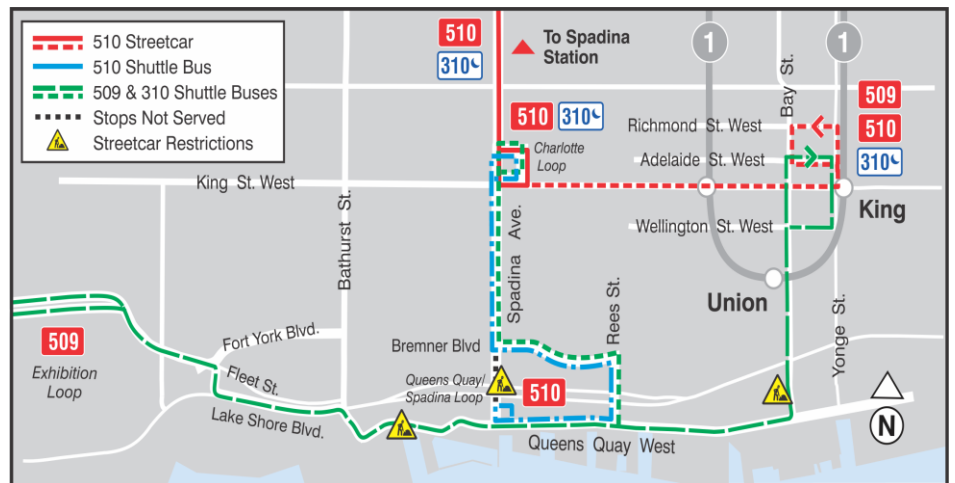 510 Streetcar
510 Shuttle Bus
509 & 310 Shuttle Buses
Stops Not Served
Streetcar Restrictions
510
310
To Spadina
Station
1
1
Bay St.
509
510
310
510
310
Charlotte
Loop
Richmond St. West
Adelaide St. West
King St. West
King
Wellington St. West
Bathurst St.
Spadina Ave.
Rees St.
Union
Yonge St.
509
Exhibition
Loop
Fort York Blvd.
Fleet St.
Lake Shore Blvd.
Bremner Blvd
Queens Quay/
Spadina Loop
510
Queens Quay West
N